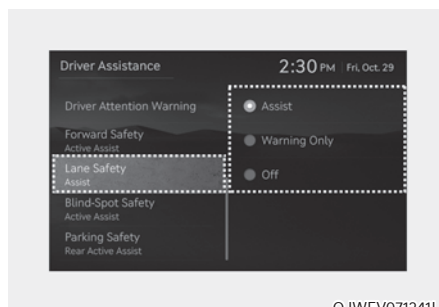 Driver Assistance
2:30 PM Fri, Oct. 29
Driver Attention Warning
Forward Safety
Active Assist
Lane Safety
Assist
Blind-Spot Safety
Active Assist
Parking Safety
Rear Active Assist
Assist
Warning Only
Off